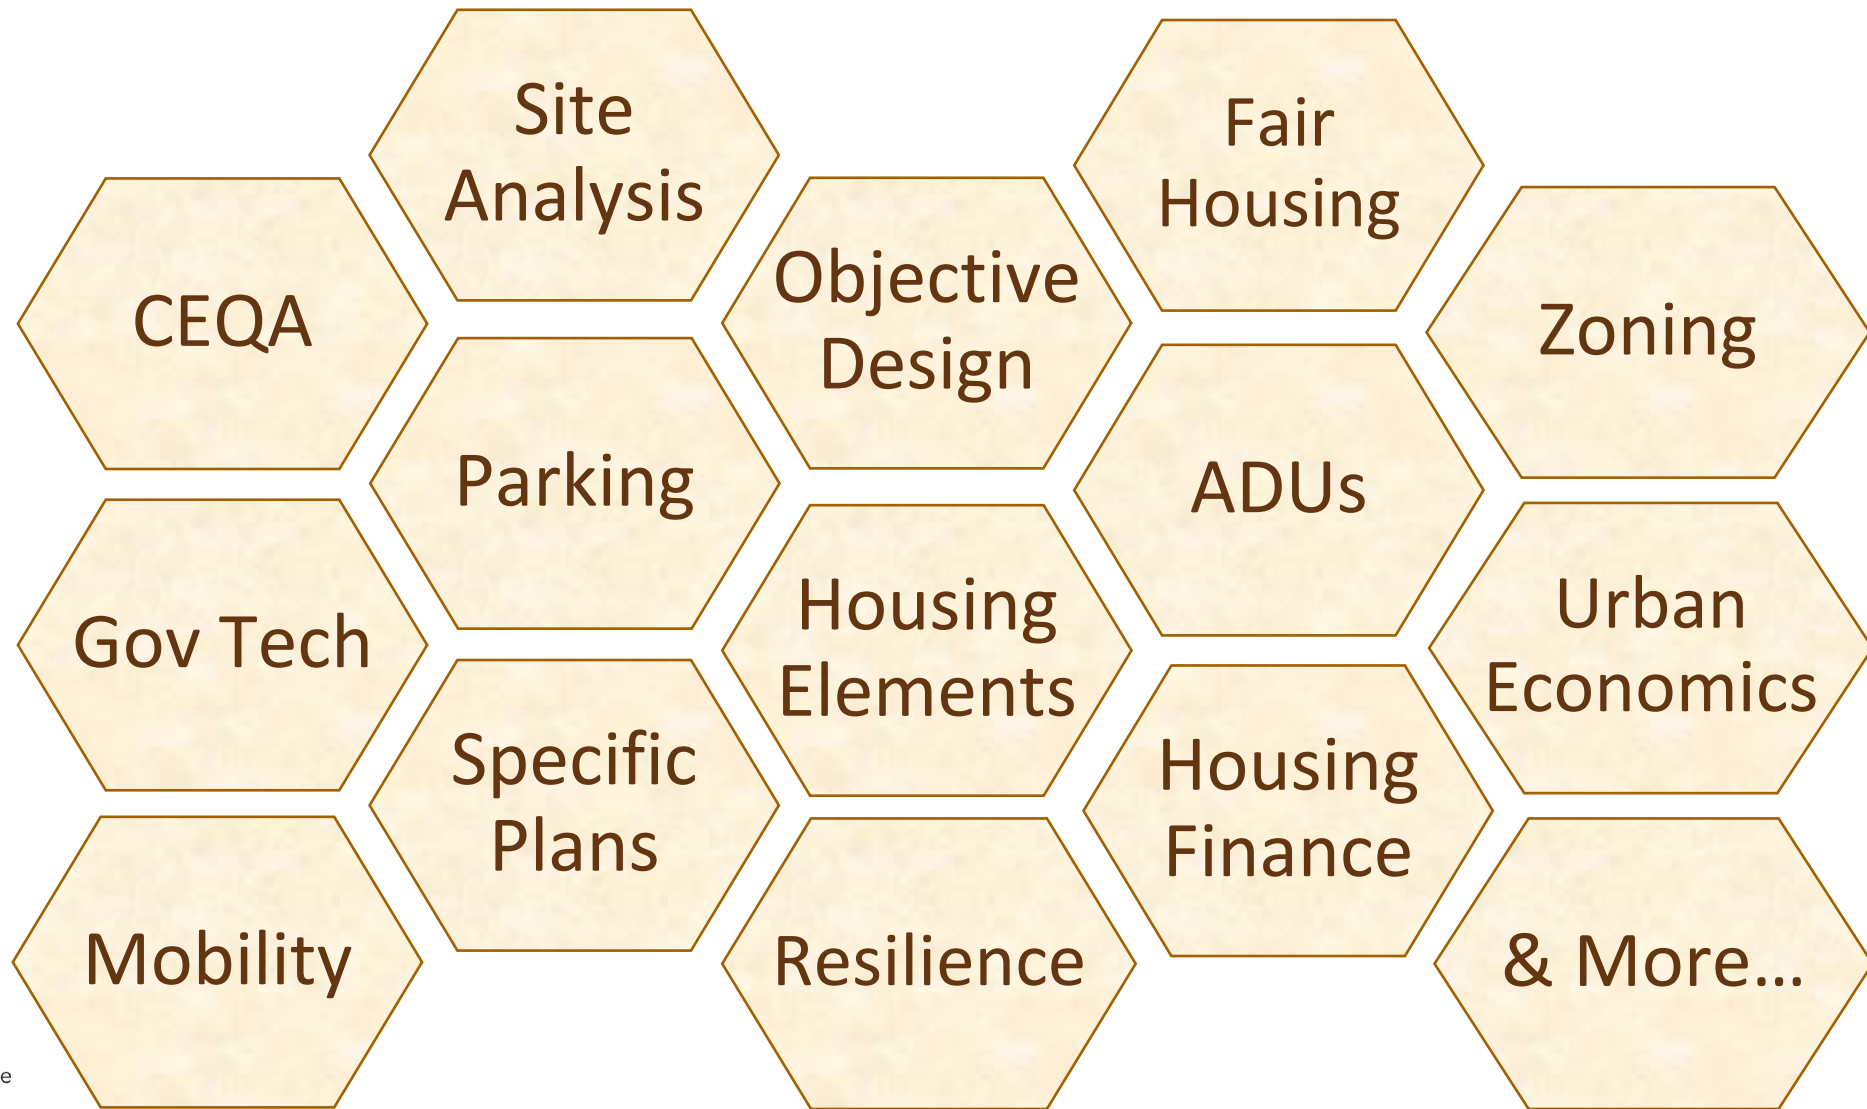 Site
Analysis
Fair
Housing
CEQA
Objective
Design
Zoning
Parking
ADUs
Gov Tech
Housing
Elements
Urban
Economics
Specific
Plans
Housing
Finance
Mobility
Resilience
& More…
e